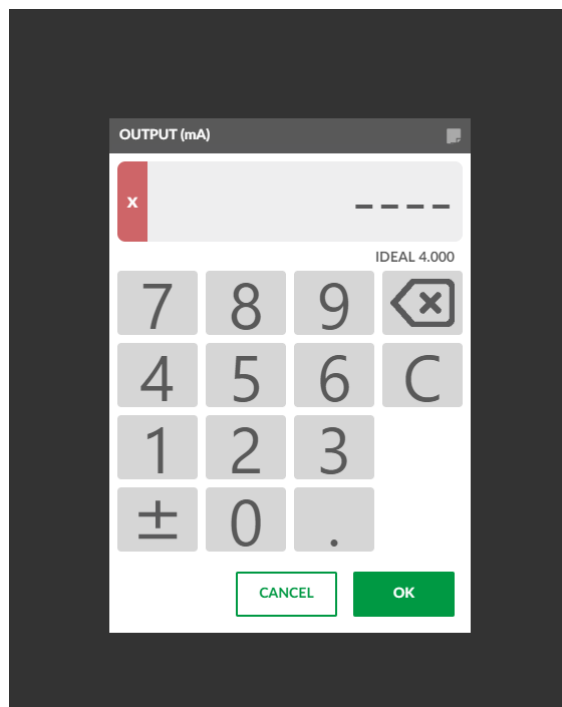 OUTPUT (mA)
x
– – – –
IDEAL 4.000
7 8 9
4 5 6 C
1 2 3
± 0 .
CANCEL OK